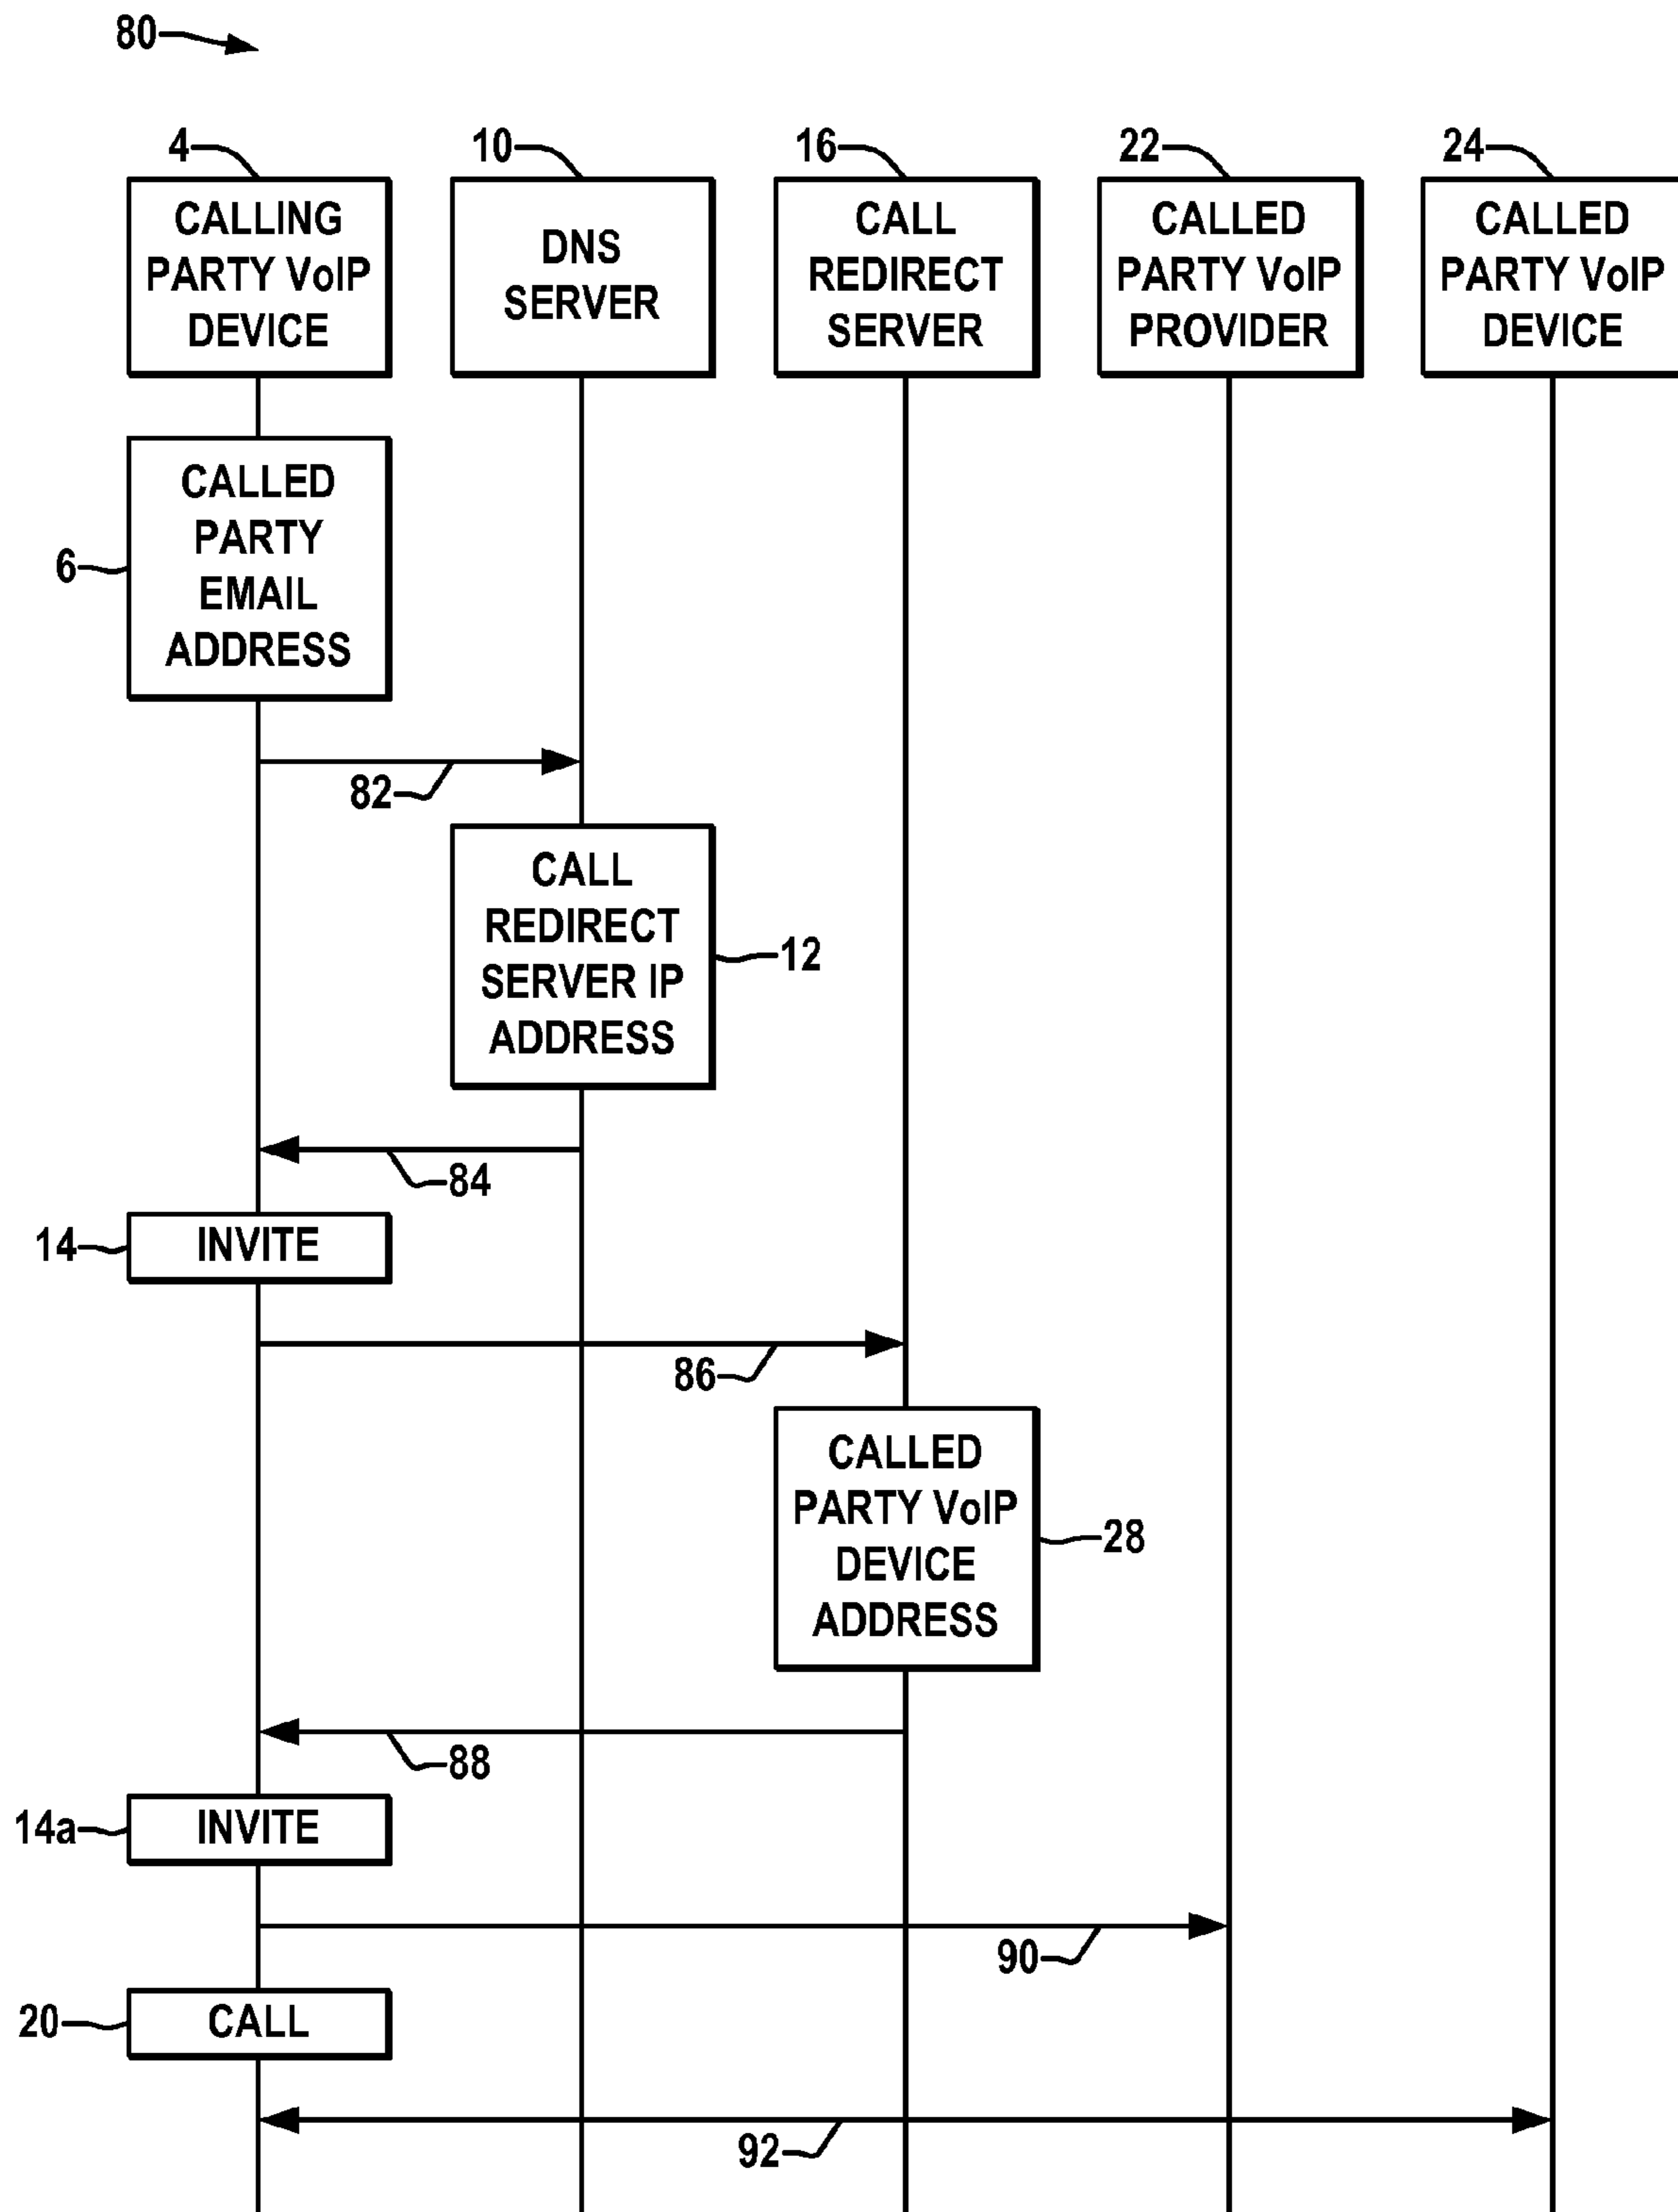 80
4
10
16
22
24
CALLING
PARTY VoIP
DEVICE
DNS
SERVER
CALL
REDIRECT
SERVER
CALLED
PARTY VoIP
PROVIDER
CALLED
PARTY VoIP
DEVICE
CALLED
PARTY
EMAIL
ADDRESS
6
82
CALL
REDIRECT
SERVER IP
ADDRESS
12
84
14
INVITE
86
CALLED
PARTY VoIP
DEVICE
ADDRESS
28
88
14a
INVITE
90
20
CALL
92